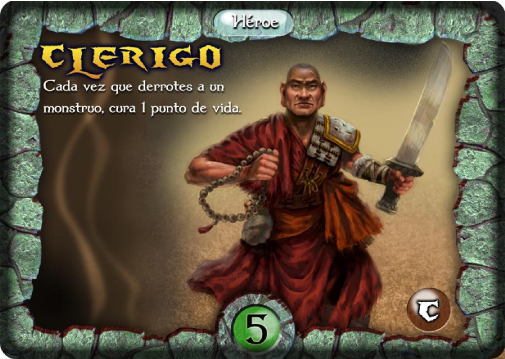 Héroe
CLERIGO
Cada vez que derrotes a un
monstruo, cura 1 punto de vida.
5
C